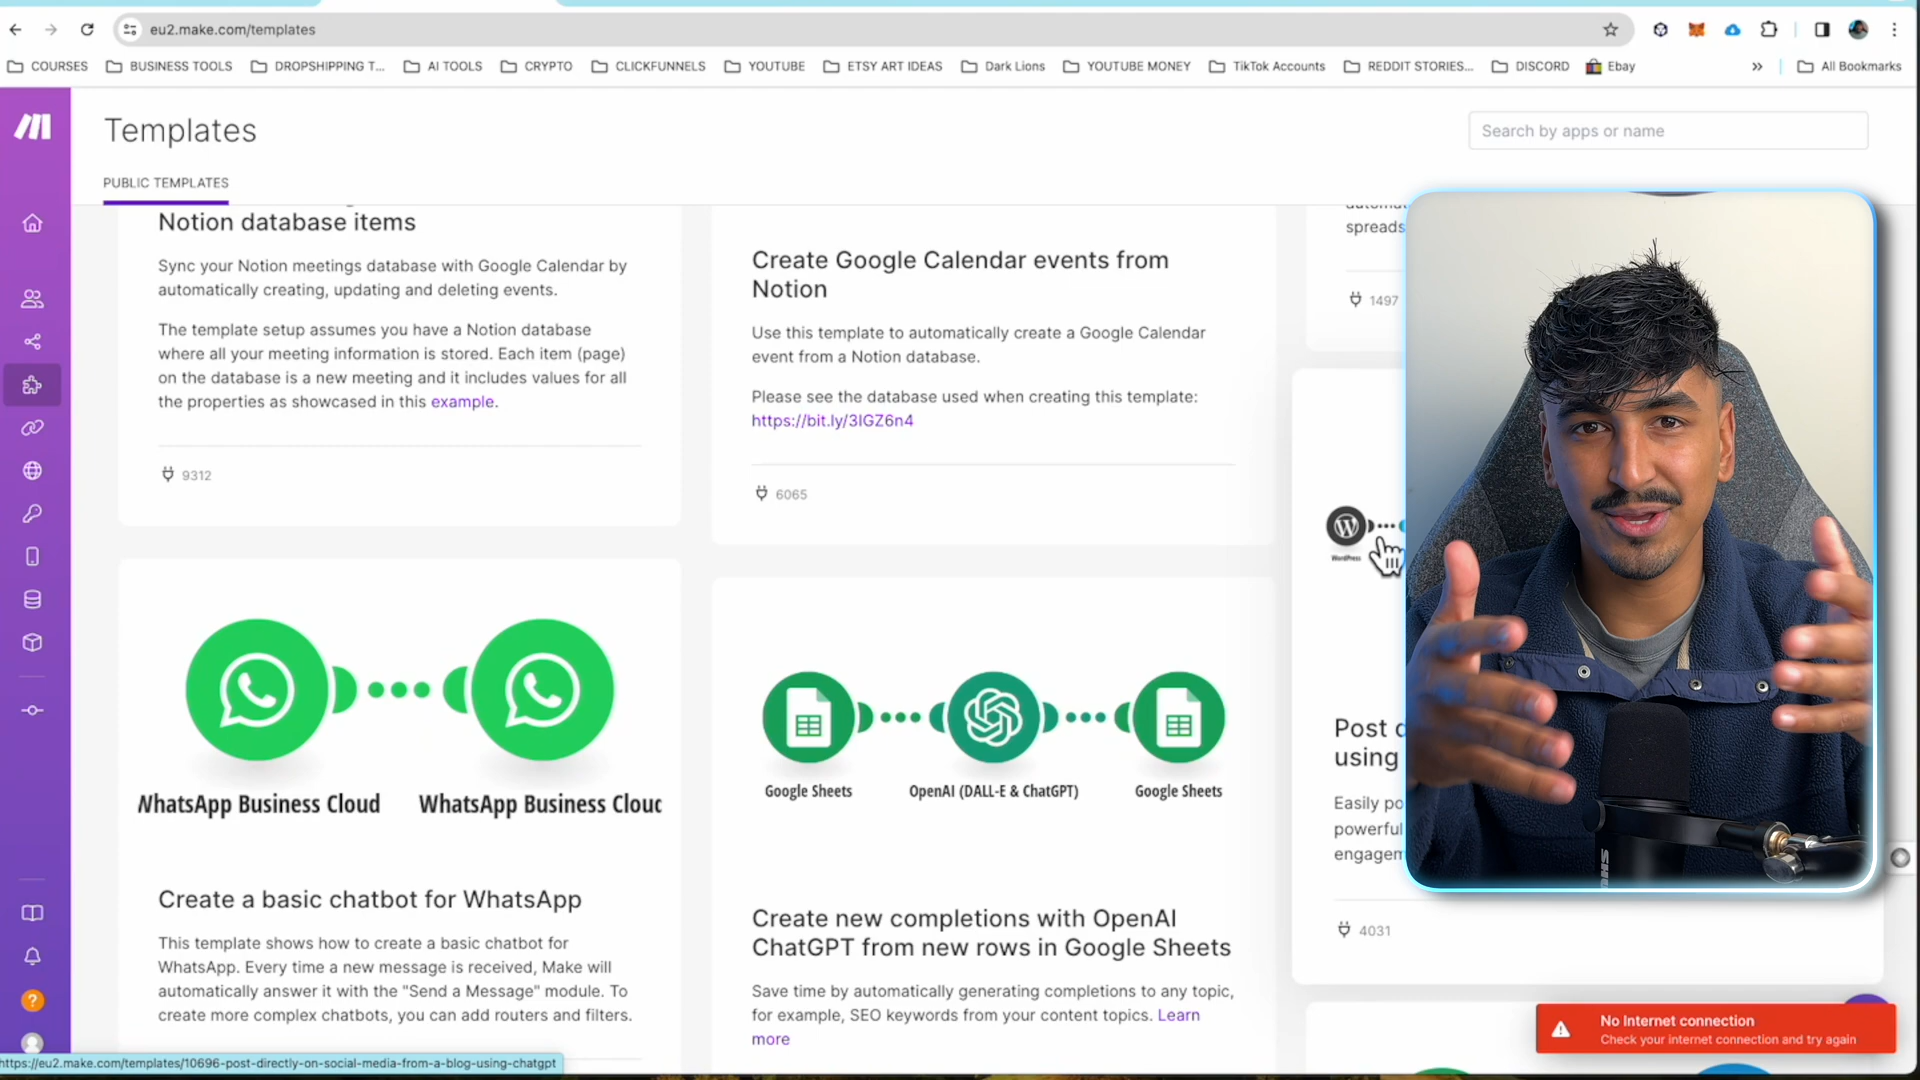 eu2.make.com/templates
COURSES
BUSINESS TOOLS
DROPSHIPPING T...
AI TOOLS
CRYPTO
CLICKFUNNELS
YOUTUBE
ETSY ART IDEAS
Dark Lions
YOUTUBE MONEY
TikTok Accounts
REDDIT STORIES...
DISCORD
Ebay
»
All Bookmarks
Templates
Search by apps or name
PUBLIC TEMPLATES
Notion database items
Sync your Notion meetings database with Google Calendar by
automatically creating, updating and deleting events.
The template setup assumes you have a Notion database
where all your meeting information is stored. Each item (page)
on the database is a new meeting and it includes values for all
the properties as showcased in this example.
9312
WhatsApp Business Cloud
WhatsApp Business Clou
Create a basic chatbot for WhatsApp
This template shows how to create a basic chatbot for
WhatsApp. Every time a new message is received, Make will
automatically answer it with the "Send a Message" module. To
create more complex chatbots, you can add routers and filters.
Create Google Calendar events from
Notion
Use this template to automatically create a Google Calendar
event from a Notion database.
Please see the database used when creating this template:
https://bit.ly/3IGZ6n4
6065
Google Sheets
OpenAI (DALL-E & ChatGPT)
Google Sheets
Create new completions with OpenAI
ChatGPT from new rows in Google Sheets
Save time by automatically generating completions to any topic,
for example, SEO keywords from your content topics. Learn
more
spreads
1497
WordPress
Post
using
Easily po
powerful
engagem
4031
No Internet connection
Check your internet connection and try again
https://eu2.make.com/templates/10696-post-directly-on-social-media-from-a-blog-using-chatgpt